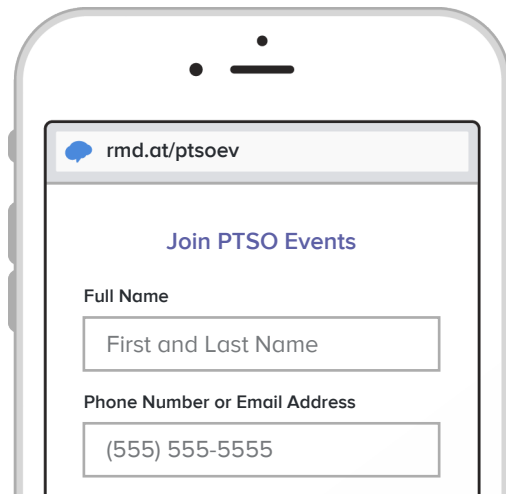 rmd.at/ptsoev
Join PTSO Events
Full Name
First and Last Name
Phone Number or Email Address
(555) 555-5555